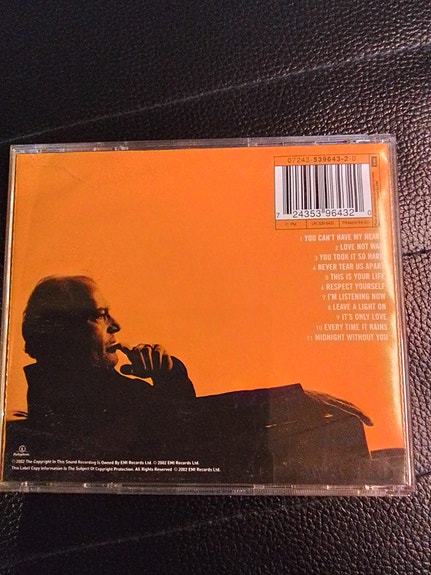 07243-539643-2-0
7 24353 96432 0
1 YOU CAN'T HAVE MY HEART
2 LOVE NOT WAR
3 YOU TOOK IT SO HARD
4 NEVER TEAR US APART
5 THIS IS YOUR LIFE
6 RESPECT YOURSELF
7 I'M LISTENING NOW
8 LEAVE A LIGHT ON
9 IT'S ONLY LOVE
10 EVERY TIME IT RAINS
11 MIDNIGHT WITHOUT YOU
Parlophone
℗ 2002 The Copyright In This Sound Recording Is Owned By EMI Records Ltd. © 2002 EMI Records Ltd.
This Label Copy Information Is The Subject Of Copyright Protection. All Rights Reserved © 2002 EMI Records Ltd.